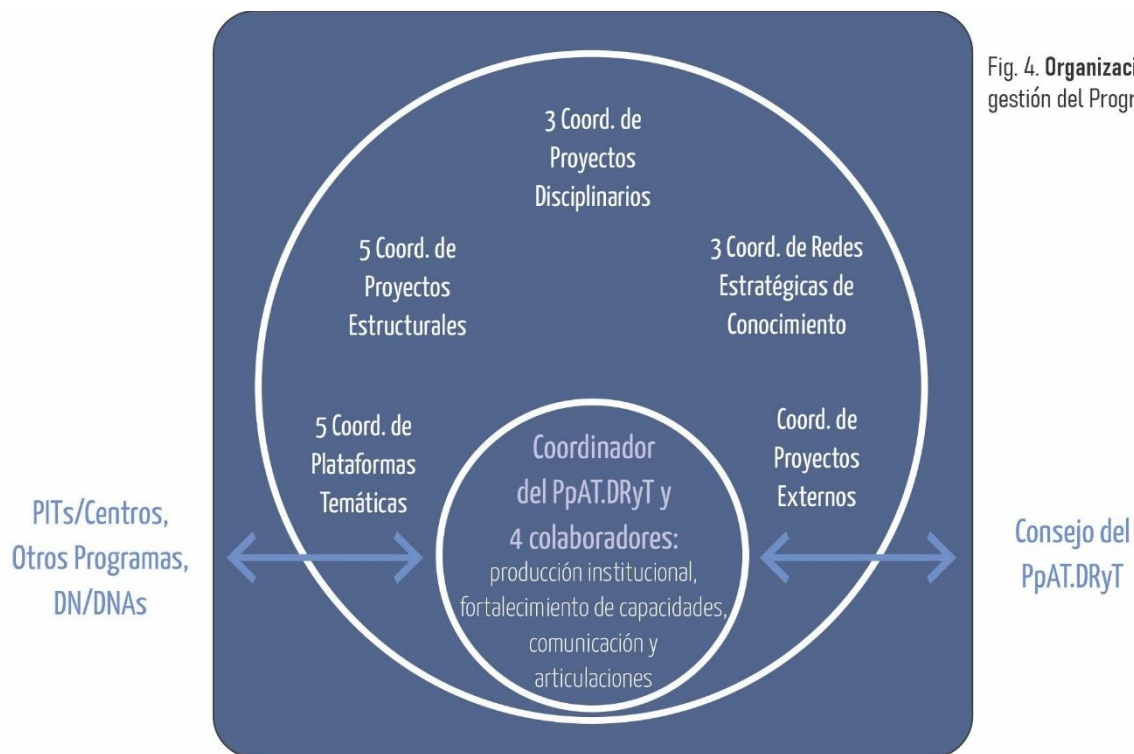 Fig. 4. Organizaci
gestión del Progr
3 Coord. de
Proyectos
Disciplinarios
5 Coord. de
Proyectos
Estructurales
3 Coord. de Redes
Estratégicas de
Conocimiento
5 Coord. de
Plataformas
Temáticas
Coord. de
Proyectos
Externos
Coordinador
del PpAT.DRyT y
4 colaboradores:
producción institucional,
fortalecimiento de capacidades,
comunicación y
articulaciones
PITs/Centros,
Otros Programas,
DN/DNAs
Consejo del
PpAT.DRyT